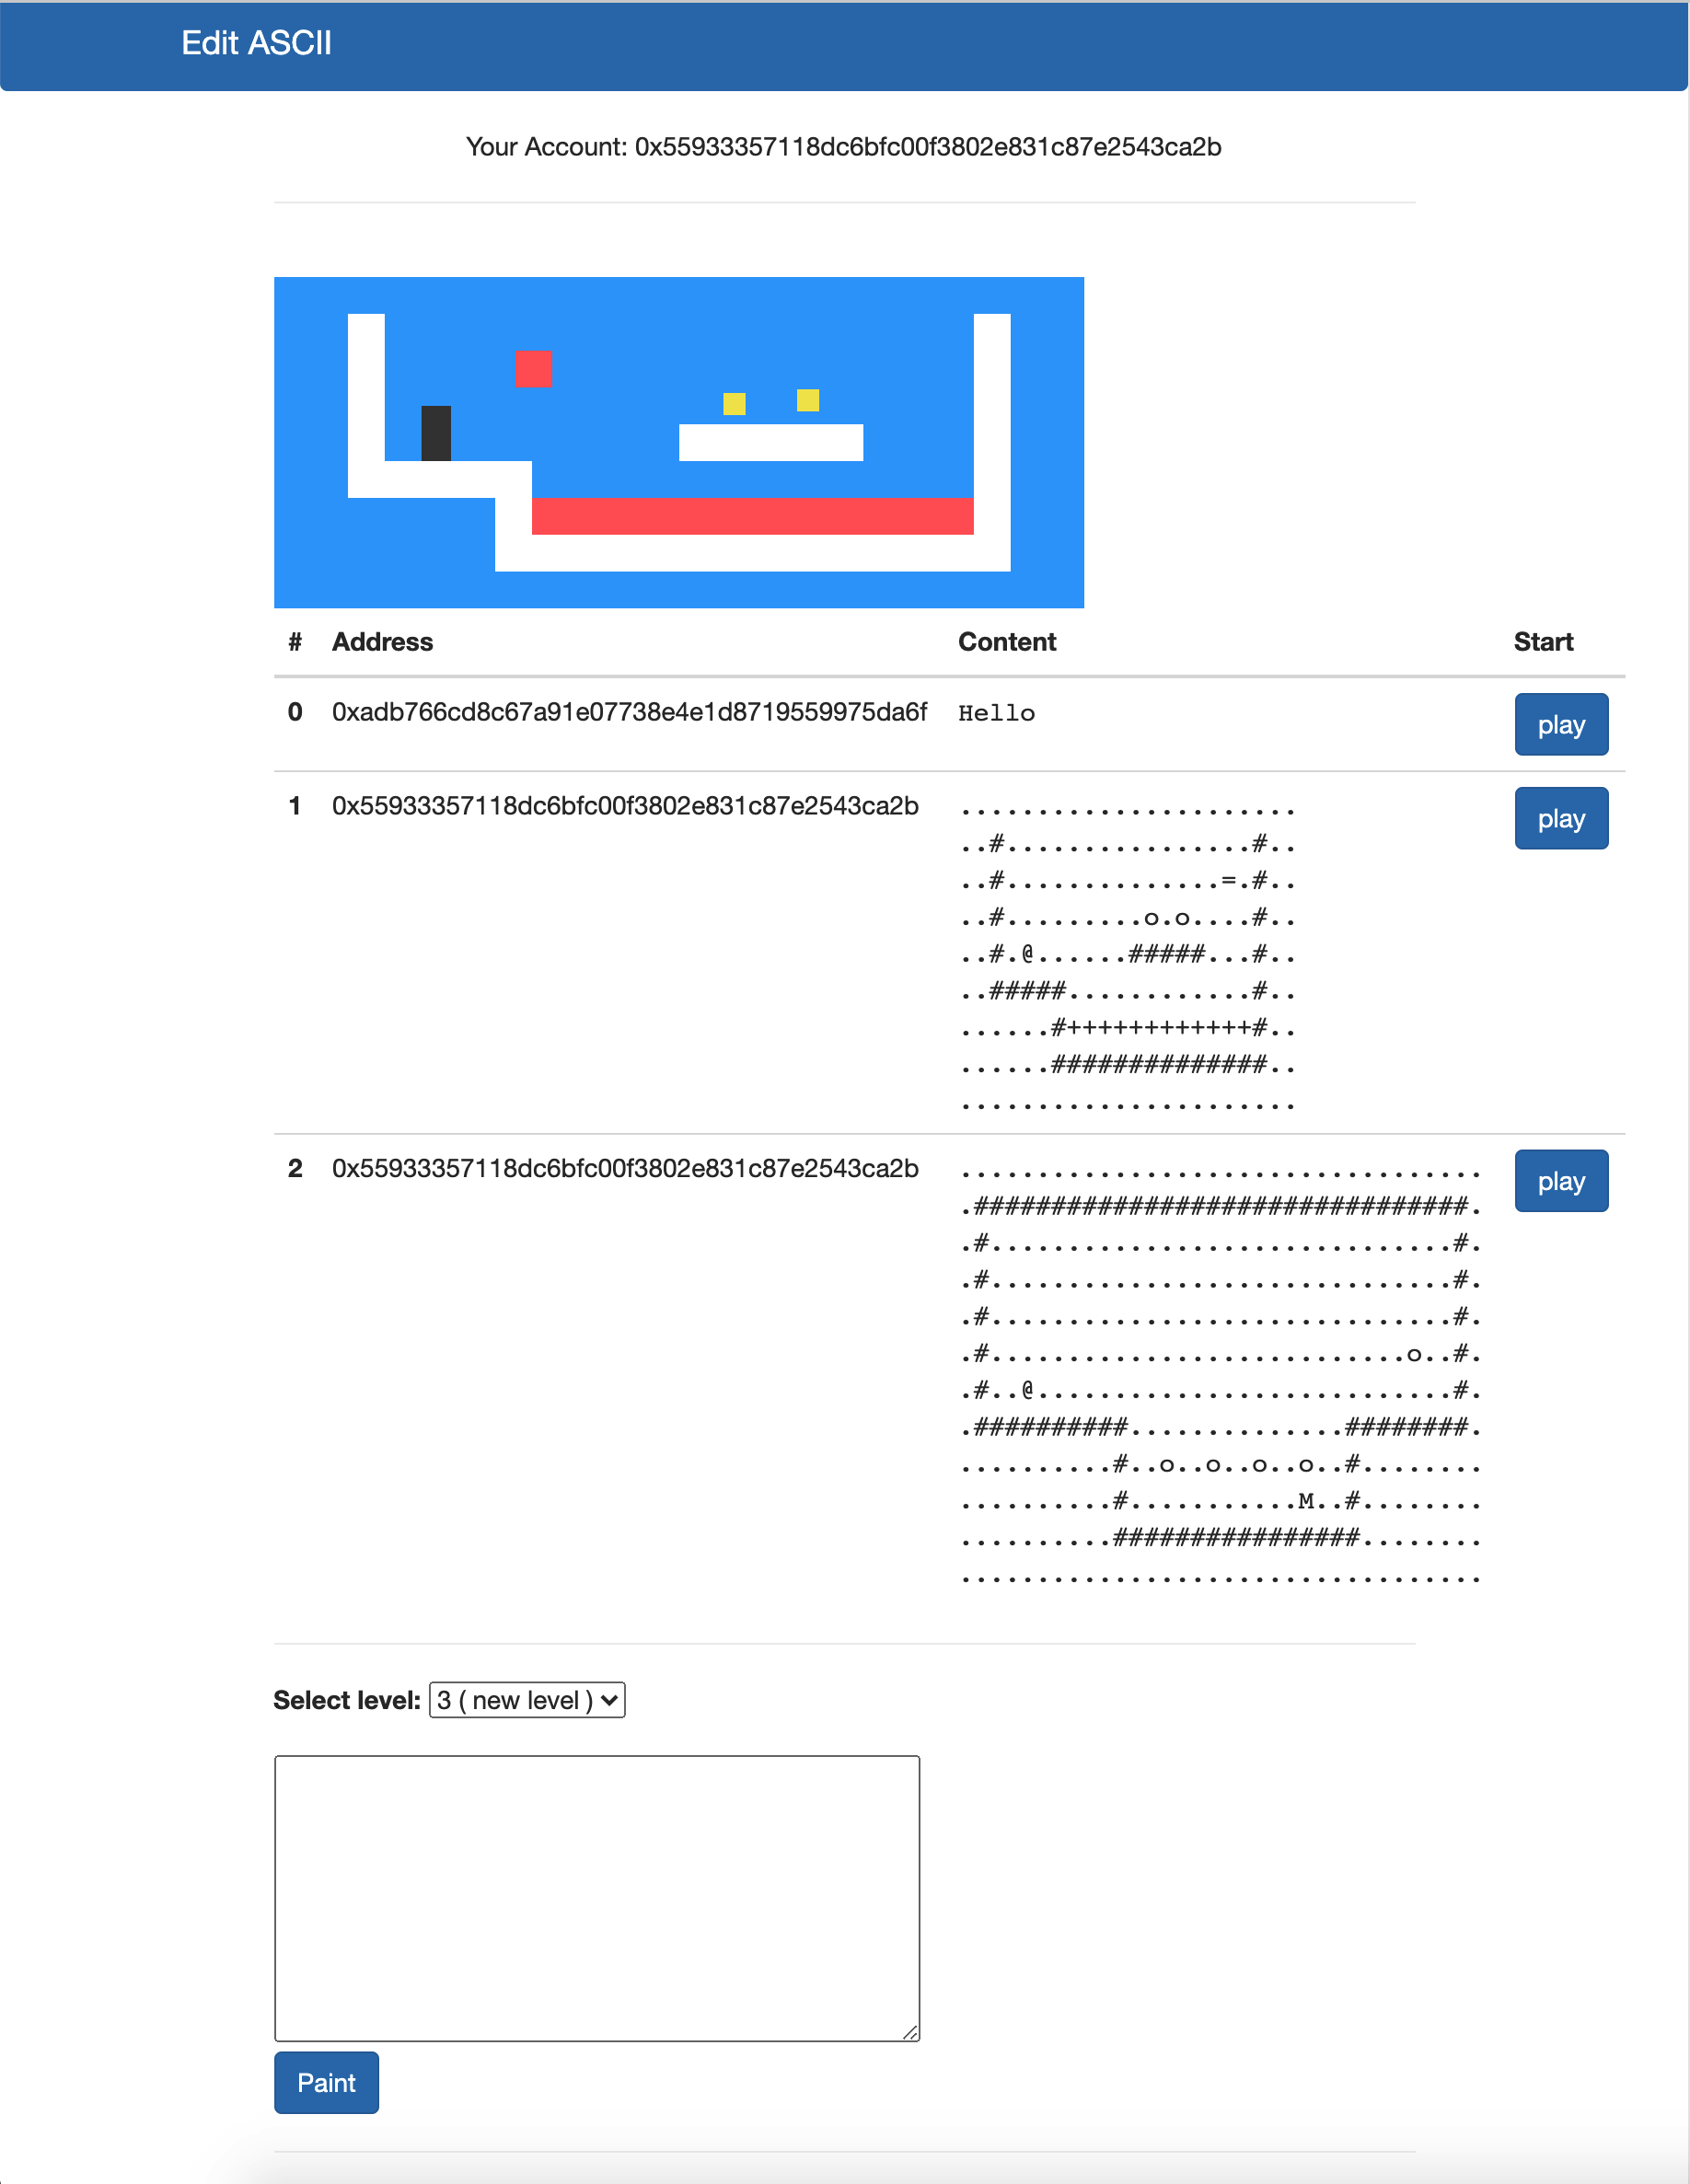 Edit ASCII
Your Account: 0x55933357118dc6bfc00f3802e831c87e2543ca2b
# Address Content Start
0 0xadb766cd8c67a91e07738e4e1d8719559975da6f Hello play
1 0x55933357118dc6bfc00f3802e831c87e2543ca2b ...................... play
..#................#..
..#..............=.#..
..#.........o.o....#..
..#.@......#####...#..
..#####............#..
......#++++++++++++#..
......##############..
......................
2 0x55933357118dc6bfc00f3802e831c87e2543ca2b .................................. play
.################################.
.#..............................#.
.#..............................#.
.#..............................#.
.#...........................o..#.
.#..@...........................#.
.##########..............########.
..........#..o..o..o..o..#........
..........#...........M..#........
..........################........
..................................
Select level: 3 ( new level )
Paint